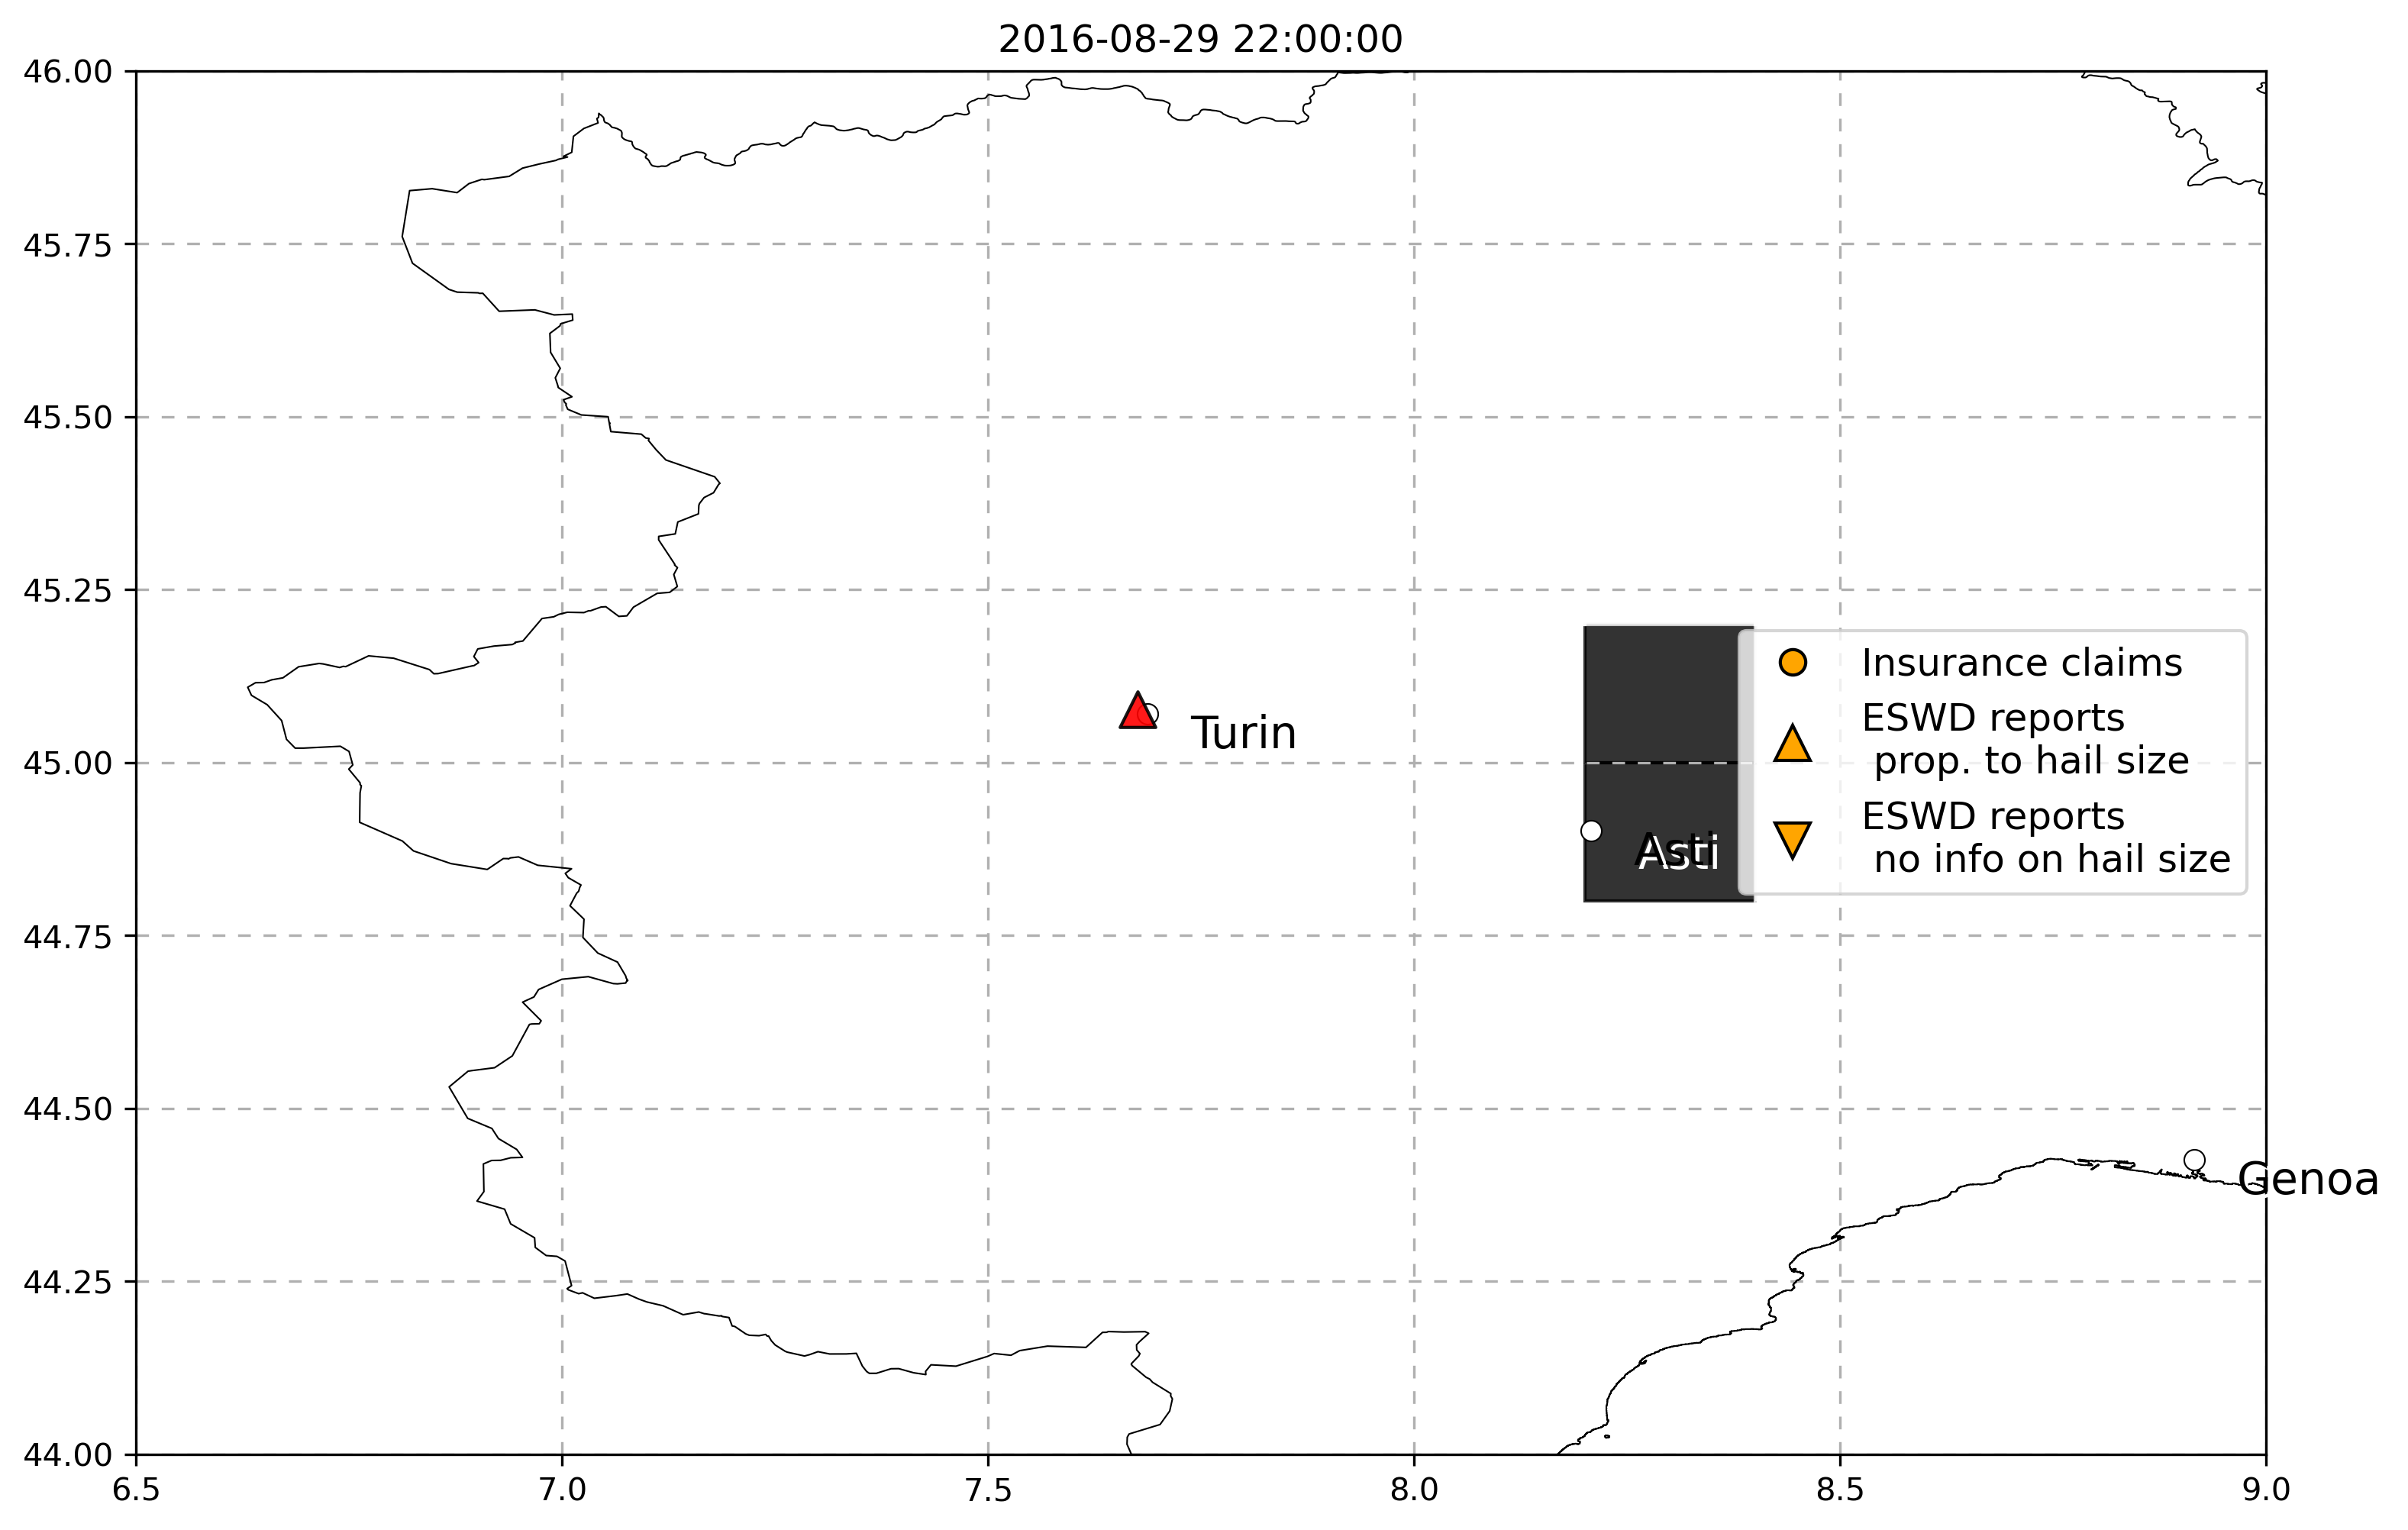 2016-08-29 22:00:00
46.00
45.75
45.50
45.25
45.00
44.75
44.50
44.25
44.00
6.5
7.0
7.5
8.0
8.5
9.0
Turin
Asti
Asti
Genoa
Insurance claims
ESWD reports
prop. to hail size
ESWD reports
no info on hail size